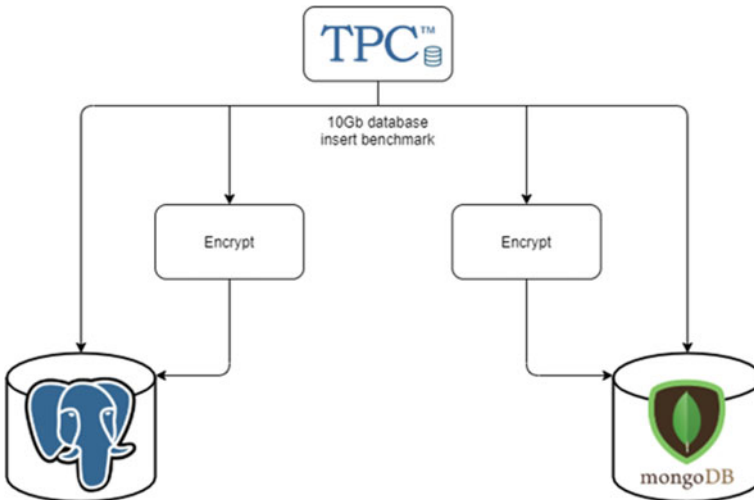 TPC™
10Gb database
insert benchmark
Encrypt
Encrypt
mongoDB